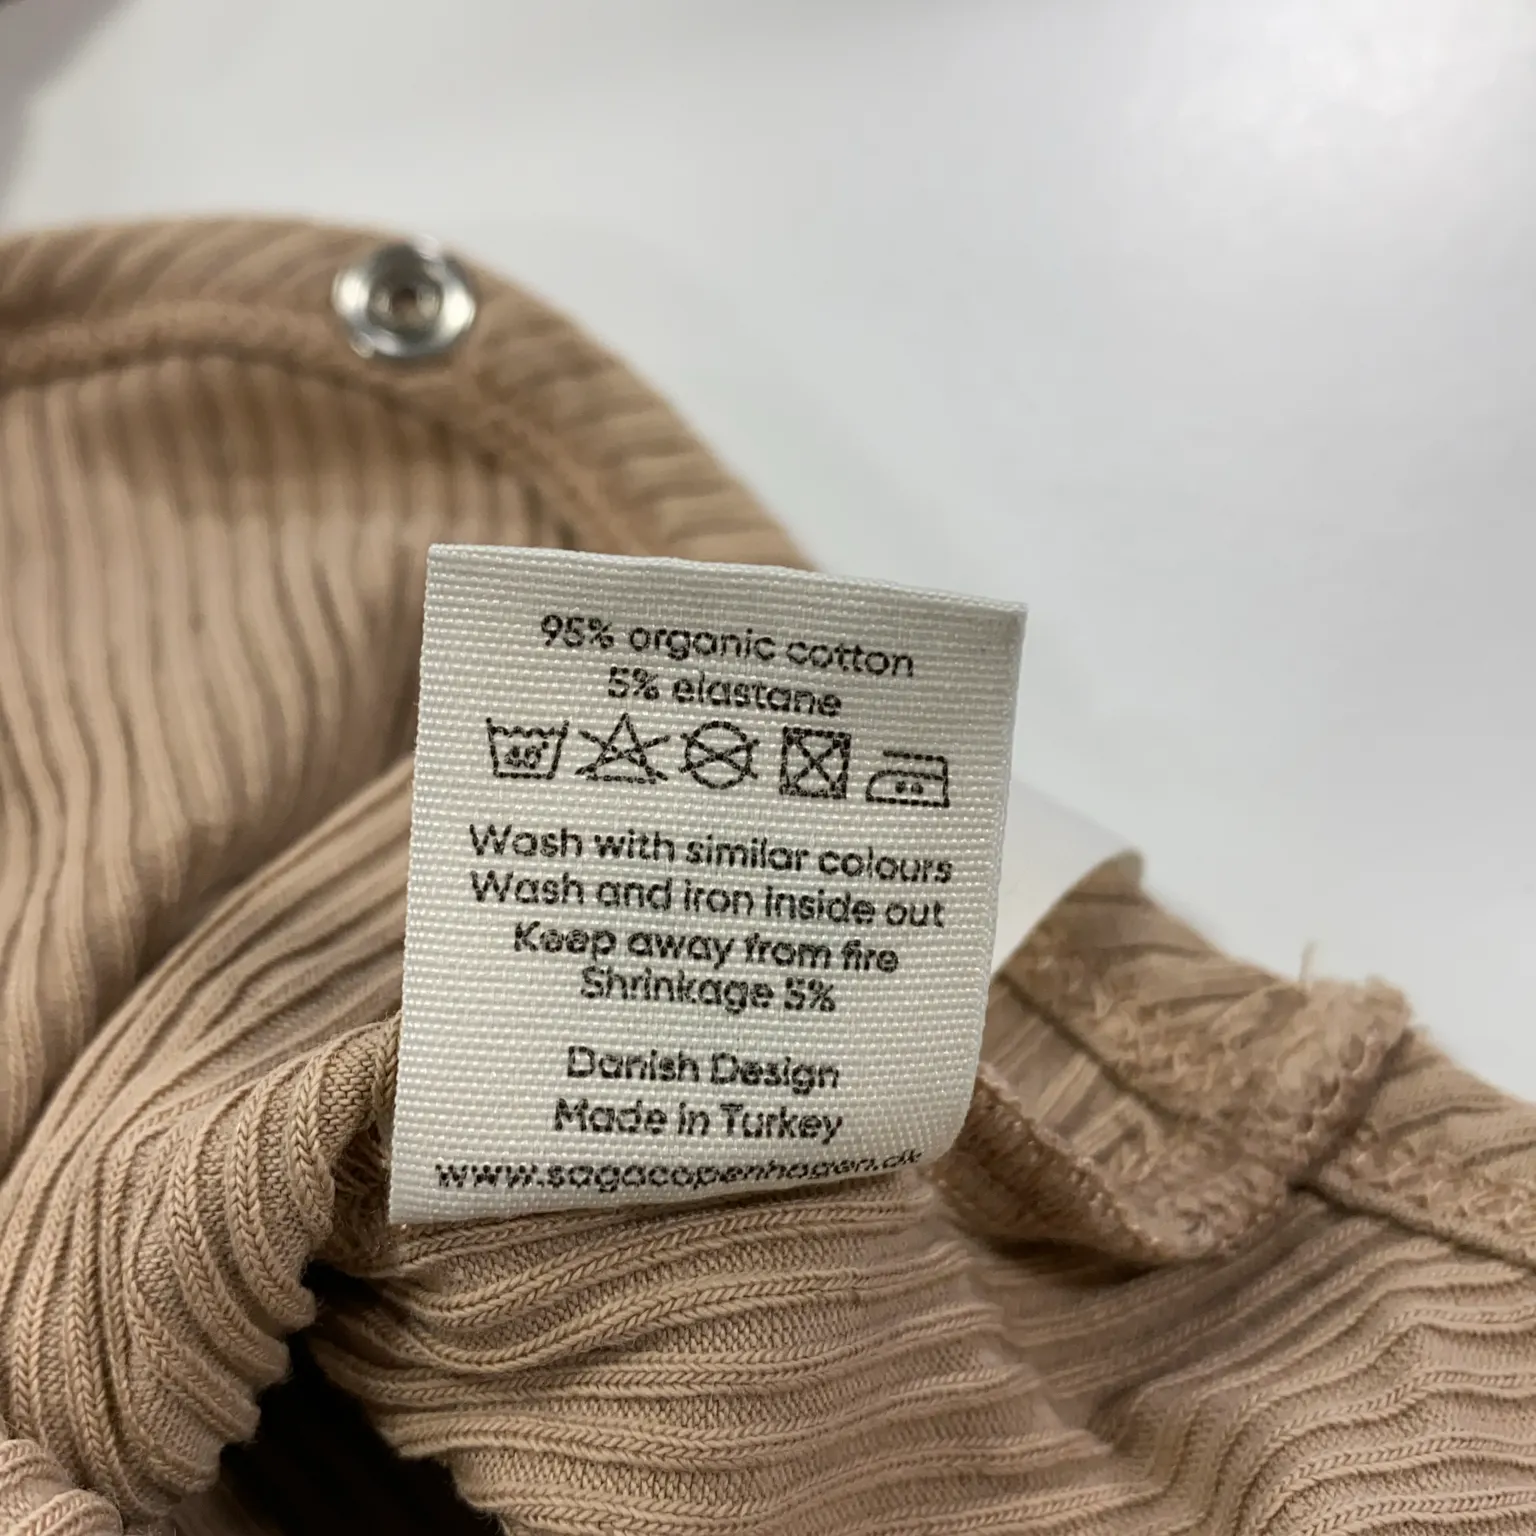 95% organic cotton
5% elastane
40°
Wash with similar colours
Wash and iron inside out
Keep away from fire
Shrinkage 5%
Danish Design
Made in Turkey
www.sagacopenhagen.dk